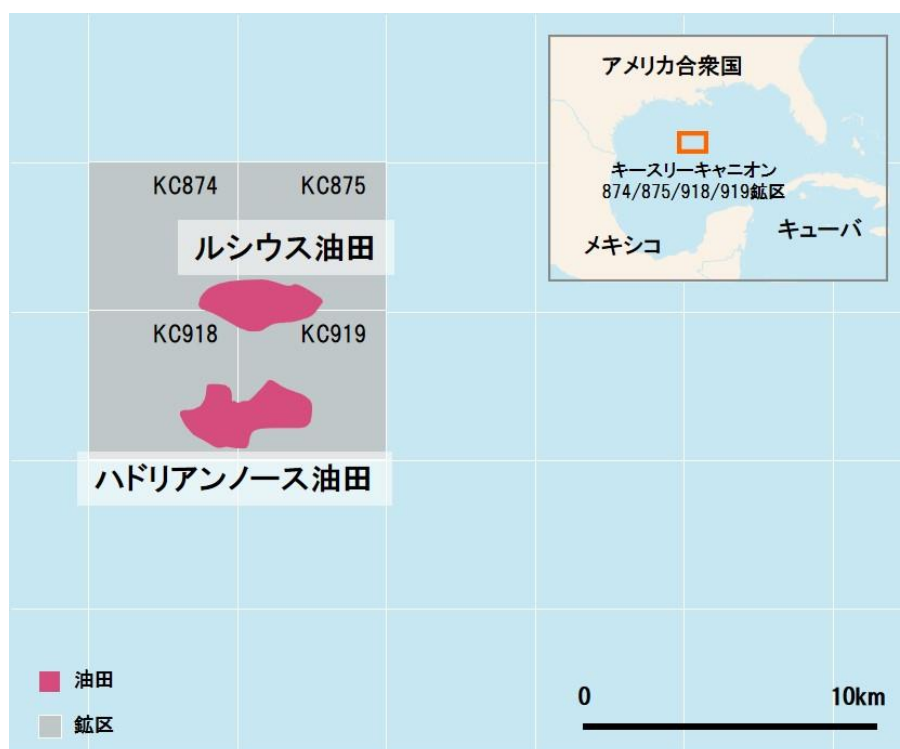 アメリカ合衆国
キースリーキャニオン
874/875/918/919鉱区
メキシコ
キューバ
KC874
KC875
ルシウス油田
KC918
KC919
ハドリアンノース油田
油田
鉱区
0
10km